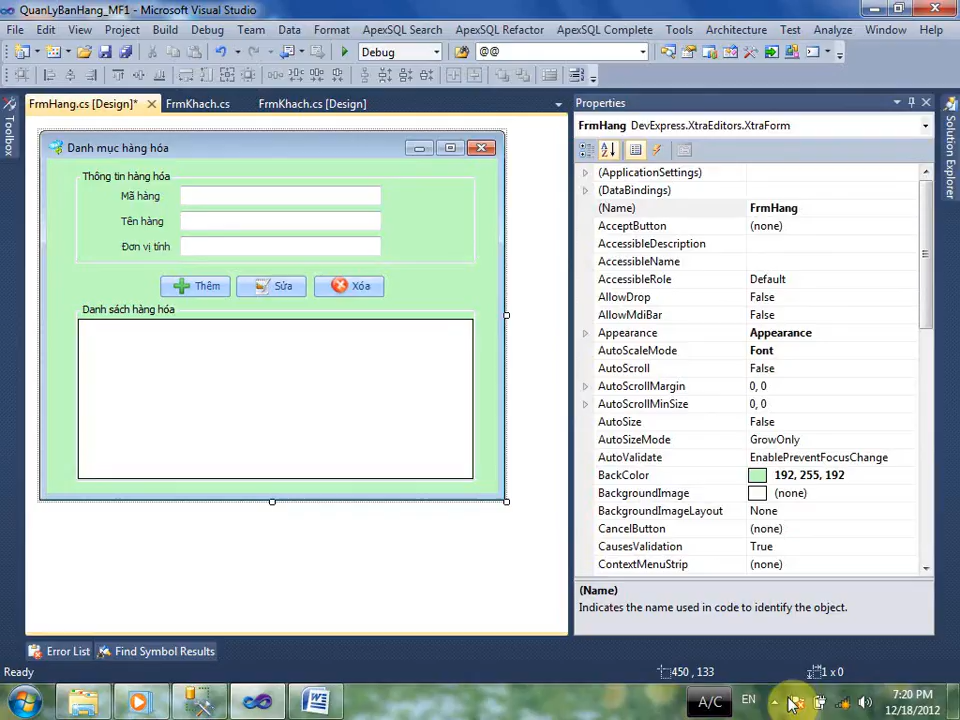 QuanLyBanHang_MF1 - Microsoft Visual Studio
File Edit View Project Build Debug Team Data Format ApexSQL Search ApexSQL Refactor ApexSQL Complete Tools Architecture Test Analyze Window Help
Debug @@
FrmHang.cs [Design]* FrmKhach.cs FrmKhach.cs [Design]
Toolbox
Danh mục hàng hóa
Thông tin hàng hóa
Mã hàng
Tên hàng
Đơn vị tính
Thêm Sửa Xóa
Danh sách hàng hóa
Properties
FrmHang DevExpress.XtraEditors.XtraForm
(ApplicationSettings)
(DataBindings)
(Name) FrmHang
AcceptButton (none)
AccessibleDescription
AccessibleName
AccessibleRole Default
AllowDrop False
AllowMdiBar False
Appearance Appearance
AutoScaleMode Font
AutoScroll False
AutoScrollMargin 0, 0
AutoScrollMinSize 0, 0
AutoSize False
AutoSizeMode GrowOnly
AutoValidate EnablePreventFocusChange
BackColor 192, 255, 192
BackgroundImage (none)
BackgroundImageLayout None
CancelButton (none)
CausesValidation True
ContextMenuStrip (none)
(Name)
Indicates the name used in code to identify the object.
Solution Explorer
Error List Find Symbol Results
Ready 450 , 133 1 x 0
A/C EN 7:20 PM
12/18/2012